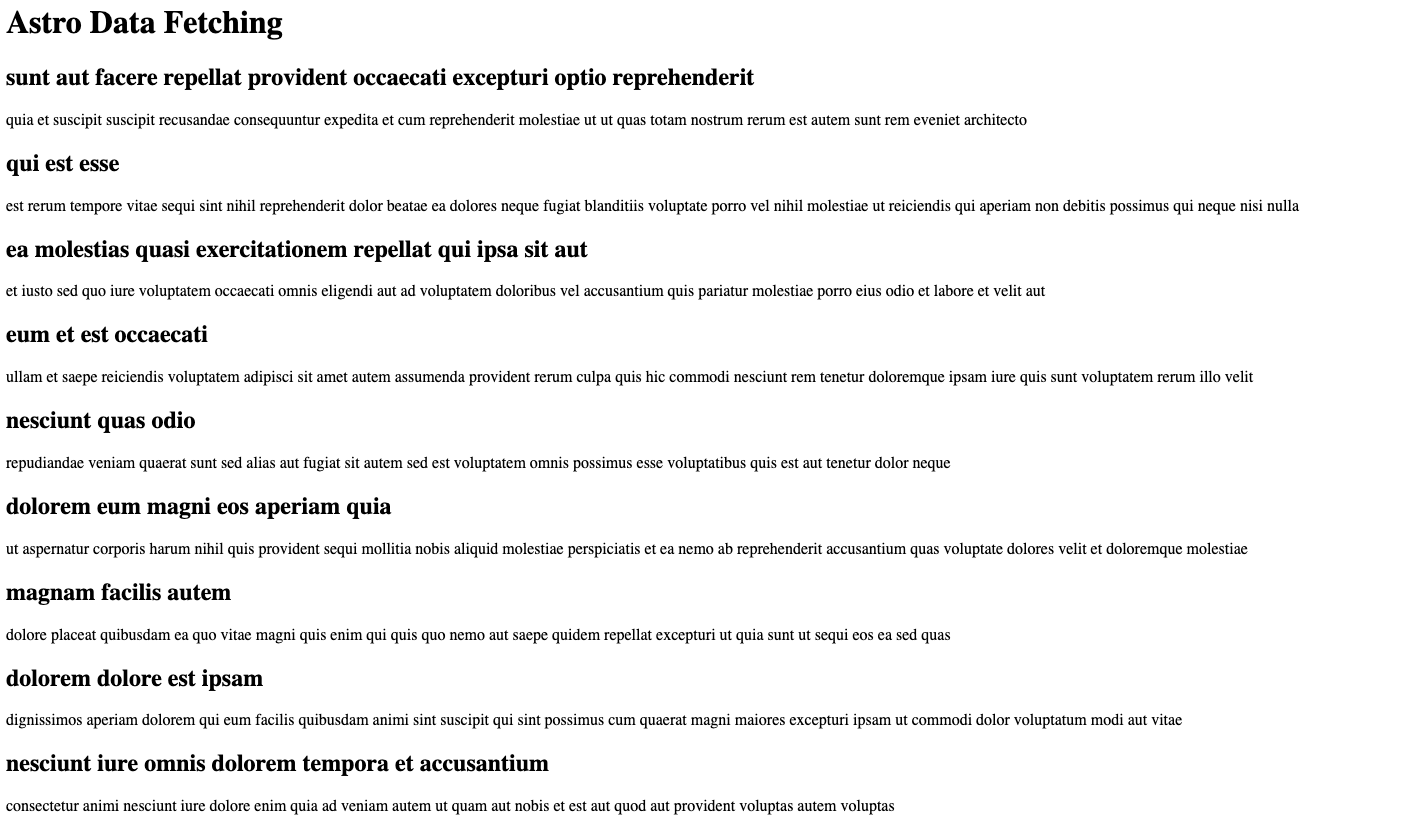 Astro Data Fetching
sunt aut facere repellat provident occaecati excepturi optio reprehenderit
quia et suscipit suscipit recusandae consequuntur expedita et cum reprehenderit molestiae ut ut quas totam nostrum rerum est autem sunt rem eveniet architecto
qui est esse
est rerum tempore vitae sequi sint nihil reprehenderit dolor beatae ea dolores neque fugiat blanditiis voluptate porro vel nihil molestiae ut reiciendis qui aperiam non debitis possimus qui neque nisi nulla
ea molestias quasi exercitationem repellat qui ipsa sit aut
et iusto sed quo iure voluptatem occaecati omnis eligendi aut ad voluptatem doloribus vel accusantium quis pariatur molestiae porro eius odio et labore et velit aut
eum et est occaecati
ullam et saepe reiciendis voluptatem adipisci sit amet autem assumenda provident rerum culpa quis hic commodi nesciunt rem tenetur doloremque ipsam iure quis sunt voluptatem rerum illo velit
nesciunt quas odio
repudiandae veniam quaerat sunt sed alias aut fugiat sit autem sed est voluptatem omnis possimus esse voluptatibus quis est aut tenetur dolor neque
dolorem eum magni eos aperiam quia
ut aspernatur corporis harum nihil quis provident sequi mollitia nobis aliquid molestiae perspiciatis et ea nemo ab reprehenderit accusantium quas voluptate dolores velit et doloremque molestiae
magnam facilis autem
dolore placeat quibusdam ea quo vitae magni quis enim qui quis quo nemo aut saepe quidem repellat excepturi ut quia sunt ut sequi eos ea sed quas
dolorem dolore est ipsam
dignissimos aperiam dolorem qui eum facilis quibusdam animi sint suscipit qui sint possimus cum quaerat magni maiores excepturi ipsam ut commodi dolor voluptatum modi aut vitae
nesciunt iure omnis dolorem tempora et accusantium
consectetur animi nesciunt iure dolore enim quia ad veniam autem ut quam aut nobis et est aut quod aut provident voluptas autem voluptas